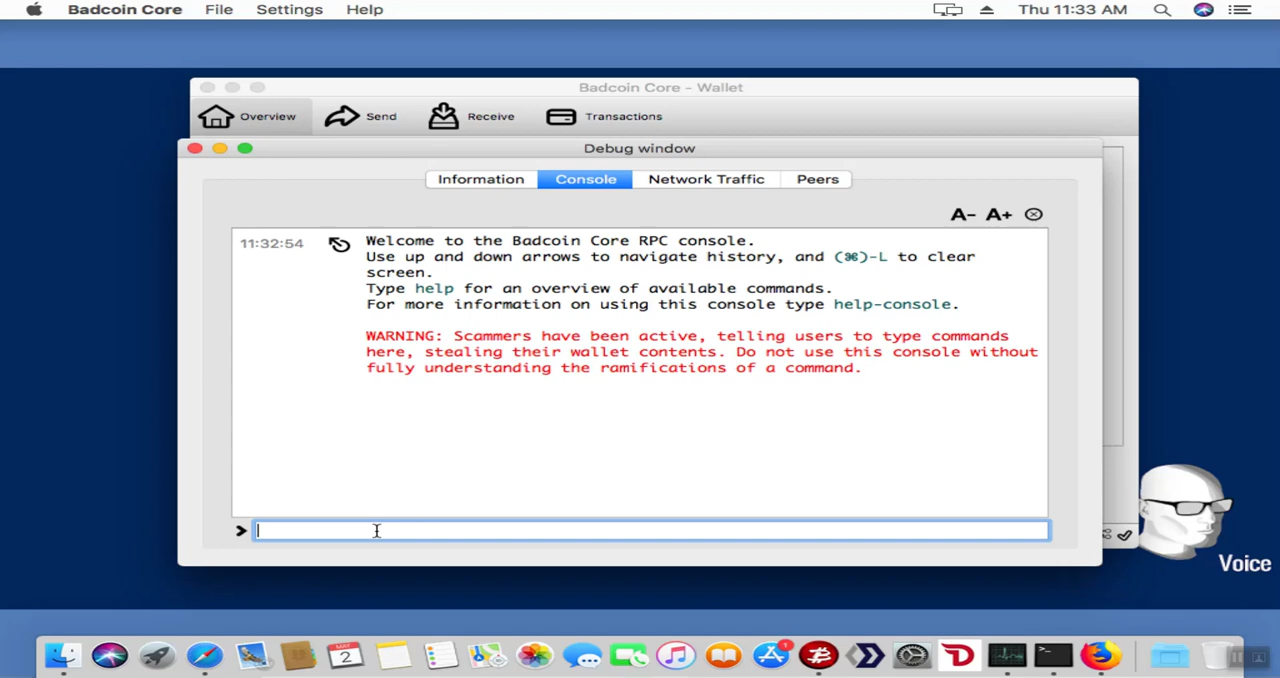 Badcoin Core File Settings Help Thu 11:33 AM
Badcoin Core - Wallet
Overview Send Receive Transactions
Debug window
Information Console Network Traffic Peers
A- A+
11:32:54 Welcome to the Badcoin Core RPC console.
Use up and down arrows to navigate history, and (⌘)-L to clear
screen.
Type help for an overview of available commands.
For more information on using this console type help-console.
WARNING: Scammers have been active, telling users to type commands
here, stealing their wallet contents. Do not use this console without
fully understanding the ramifications of a command.
>
Voice
MAY
2
1